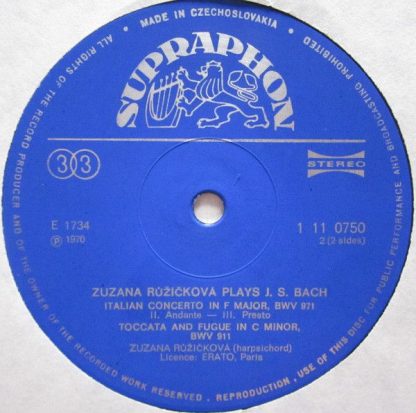 • MADE IN CZECHOSLOVAKIA •
ALL RIGHTS OF THE RECORD PRODUCER AND OF THE OWNER OF THE RECORDED WORK RESERVED . REPRODUCTION , USE OF THIS DISC FOR PUBLIC PERFORMANCE AND BROADCASTING PROHIBITED
SUPRAPHON
33
STEREO
E 1734
℗ 1970
1 11 0750
2 (2 sides)
ZUZANA RŮŽIČKOVÁ PLAYS J. S. BACH
ITALIAN CONCERTO IN F MAJOR, BWV 971
II. Andante — III. Presto
TOCCATA AND FUGUE IN C MINOR,
BWV 911
ZUZANA RŮŽIČKOVÁ (harpsichord)
Licence: ERATO, Paris